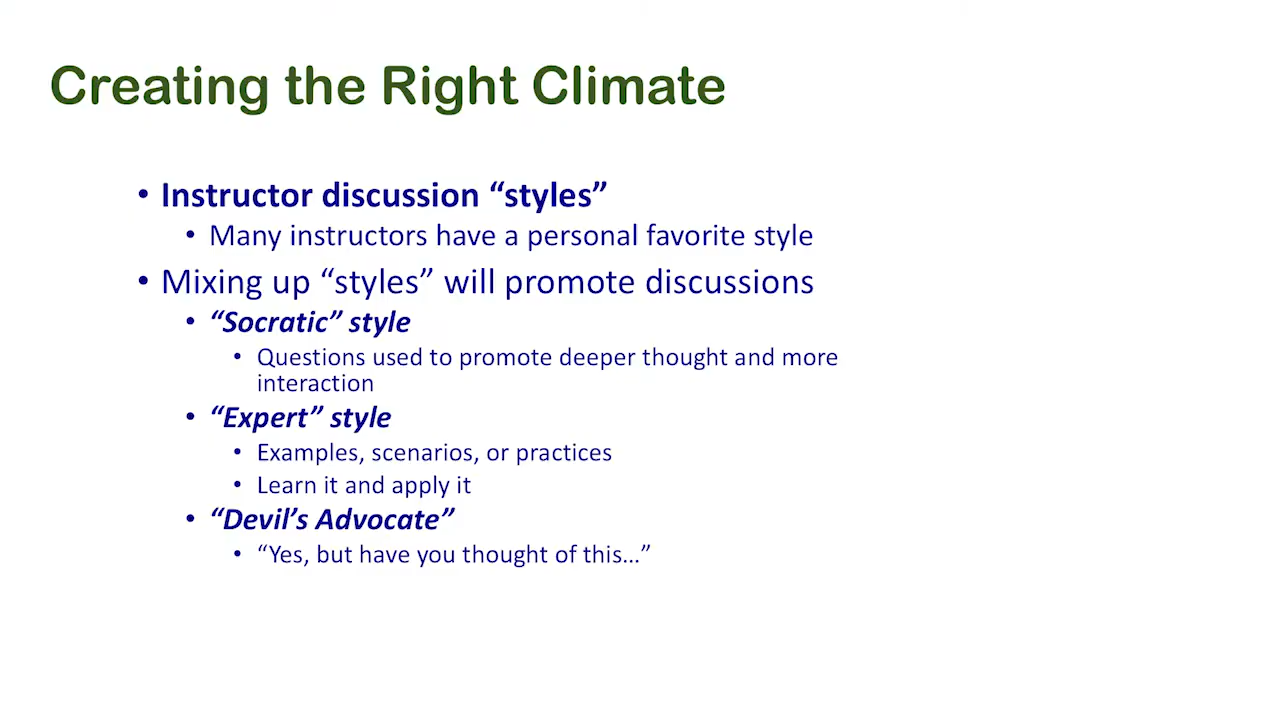 Creating the Right Climate
• Instructor discussion “styles”
• Many instructors have a personal favorite style
• Mixing up “styles” will promote discussions
• “Socratic” style
• Questions used to promote deeper thought and more
interaction
• “Expert” style
• Examples, scenarios, or practices
• Learn it and apply it
• “Devil’s Advocate”
• “Yes, but have you thought of this…”